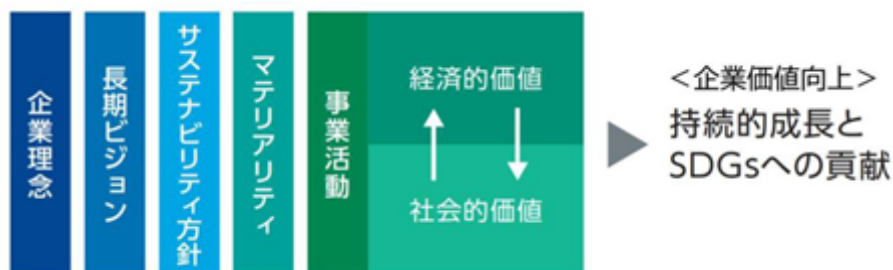 企業理念
長期ビジョン
サステナビリティ方針
マテリアリティ
事業活動
経済的価値
社会的価値
＜企業価値向上＞
持続的成長と
SDGsへの貢献